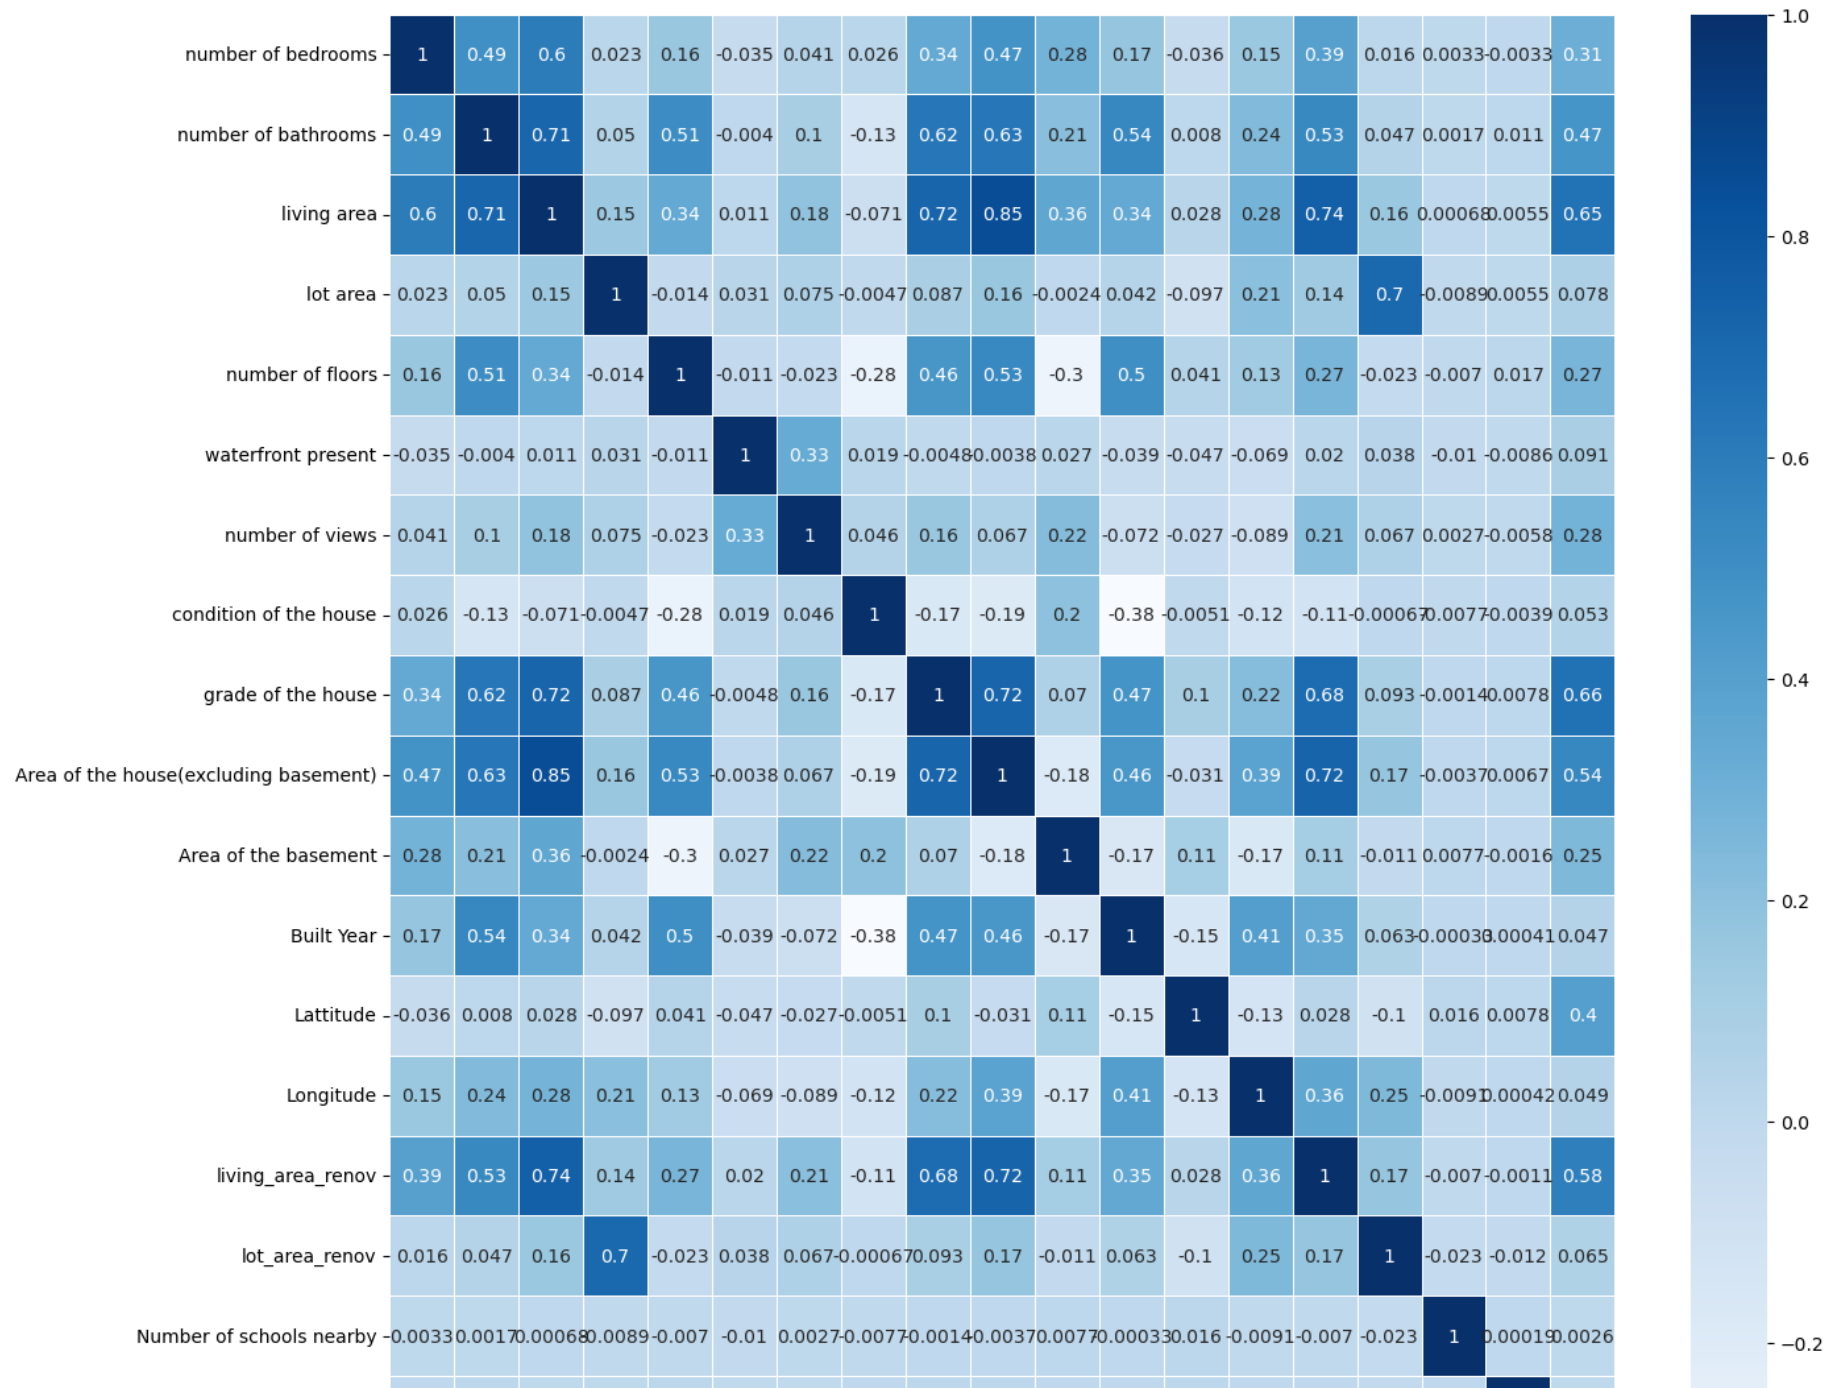 number of bedrooms 1 0.49 0.6 0.023 0.16 -0.035 0.041 0.026 0.34 0.47 0.28 0.17 -0.036 0.15 0.39 0.016 0.0033 -0.0033 0.31
number of bathrooms 0.49 1 0.71 0.05 0.51 -0.004 0.1 -0.13 0.62 0.63 0.21 0.54 0.008 0.24 0.53 0.047 0.0017 0.011 0.47
living area 0.6 0.71 1 0.15 0.34 0.011 0.18 -0.071 0.72 0.85 0.36 0.34 0.028 0.28 0.74 0.16 0.00068 0.0055 0.65
lot area 0.023 0.05 0.15 1 -0.014 0.031 0.075 -0.0047 0.087 0.16 -0.0024 0.042 -0.097 0.21 0.14 0.7 -0.0089 0.0055 0.078
number of floors 0.16 0.51 0.34 -0.014 1 -0.011 -0.023 -0.28 0.46 0.53 -0.3 0.5 0.041 0.13 0.27 -0.023 -0.007 0.017 0.27
waterfront present -0.035 -0.004 0.011 0.031 -0.011 1 0.33 0.019 -0.0048 -0.0038 0.027 -0.039 -0.047 -0.069 0.02 0.038 -0.01 -0.0086 0.091
number of views 0.041 0.1 0.18 0.075 -0.023 0.33 1 0.046 0.16 0.067 0.22 -0.072 -0.027 -0.089 0.21 0.067 0.0027 -0.0058 0.28
condition of the house 0.026 -0.13 -0.071 -0.0047 -0.28 0.019 0.046 1 -0.17 -0.19 0.2 -0.38 -0.0051 -0.12 -0.11 -0.00067 -0.0077 -0.0039 0.053
grade of the house 0.34 0.62 0.72 0.087 0.46 -0.0048 0.16 -0.17 1 0.72 0.07 0.47 0.1 0.22 0.68 0.093 -0.0014 0.0078 0.66
Area of the house(excluding basement) 0.47 0.63 0.85 0.16 0.53 -0.0038 0.067 -0.19 0.72 1 -0.18 0.46 -0.031 0.39 0.72 0.17 -0.0037 0.0067 0.54
Area of the basement 0.28 0.21 0.36 -0.0024 -0.3 0.027 0.22 0.2 0.07 -0.18 1 -0.17 0.11 -0.17 0.11 -0.011 0.0077 -0.0016 0.25
Built Year 0.17 0.54 0.34 0.042 0.5 -0.039 -0.072 -0.38 0.47 0.46 -0.17 1 -0.15 0.41 0.35 0.063 -0.00033 0.00041 0.047
Lattitude -0.036 0.008 0.028 -0.097 0.041 -0.047 -0.027 -0.0051 0.1 -0.031 0.11 -0.15 1 -0.13 0.028 -0.1 0.016 0.0078 0.4
Longitude 0.15 0.24 0.28 0.21 0.13 -0.069 -0.089 -0.12 0.22 0.39 -0.17 0.41 -0.13 1 0.36 0.25 -0.0091 0.00042 0.049
living_area_renov 0.39 0.53 0.74 0.14 0.27 0.02 0.21 -0.11 0.68 0.72 0.11 0.35 0.028 0.36 1 0.17 -0.007 -0.0011 0.58
lot_area_renov 0.016 0.047 0.16 0.7 -0.023 0.038 0.067 -0.00067 0.093 0.17 -0.011 0.063 -0.1 0.25 0.17 1 -0.023 -0.012 0.065
Number of schools nearby 0.0033 0.0017 0.00068 -0.0089 -0.007 -0.01 0.0027 -0.0077 -0.0014 -0.0037 0.0077 -0.00033 0.016 -0.0091 -0.007 -0.023 1 0.00019 0.0026
1.0
0.8
0.6
0.4
0.2
0.0
−0.2